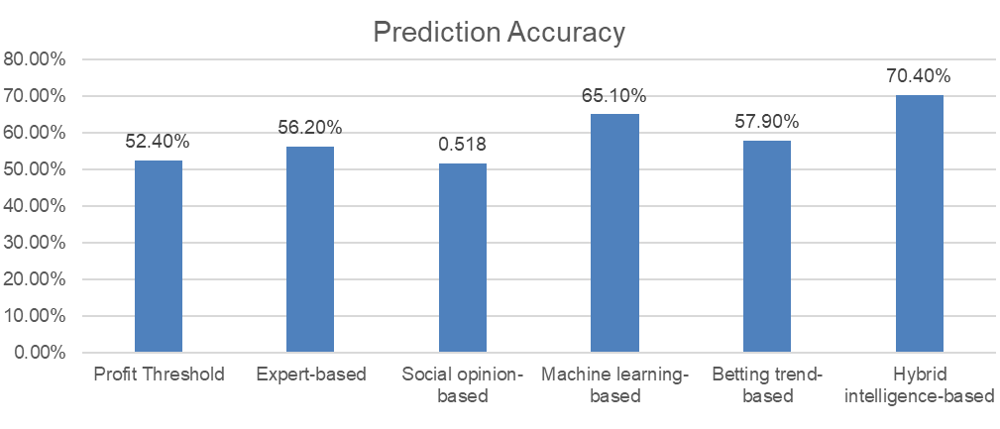 Prediction Accuracy
80.00%
70.00%
60.00%
50.00%
40.00%
30.00%
20.00%
10.00%
0.00%
52.40%
56.20%
0.518
65.10%
57.90%
70.40%
Profit Threshold
Expert-based
Social opinion-
based
Machine learning-
based
Betting trend-
based
Hybrid
intelligence-based